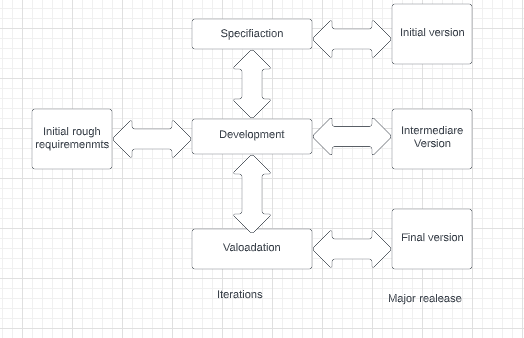 Specifiaction
Initial version
Initial rough
requiremenmts
Development
Intermediare
Version
Valoadation
Final version
Iterations
Major realease